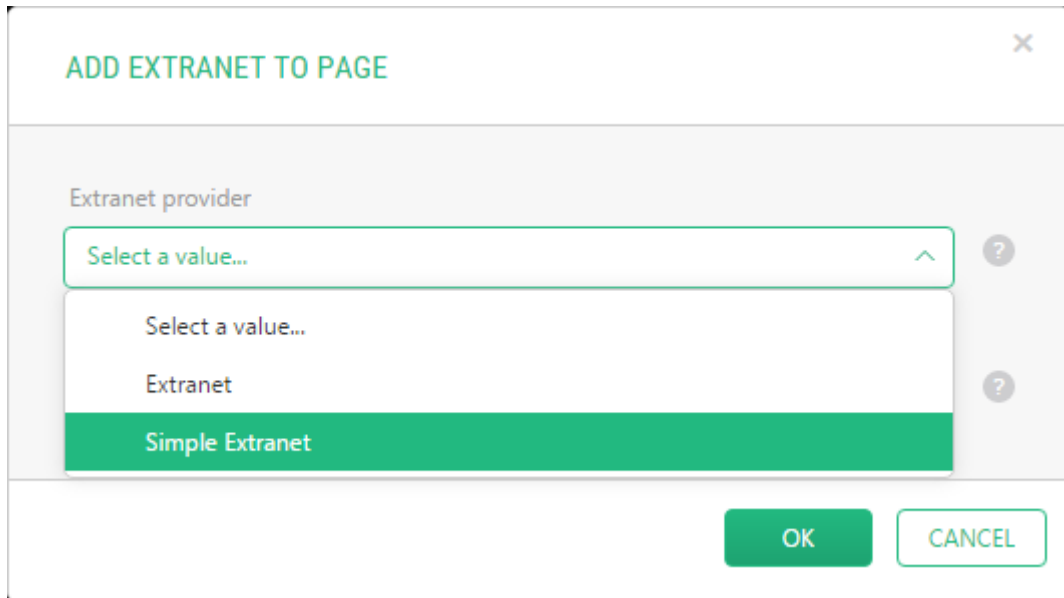 ADD EXTRANET TO PAGE
×
Extranet provider
Select a value...
?
Select a value...
Extranet
?
Simple Extranet
OK
CANCEL